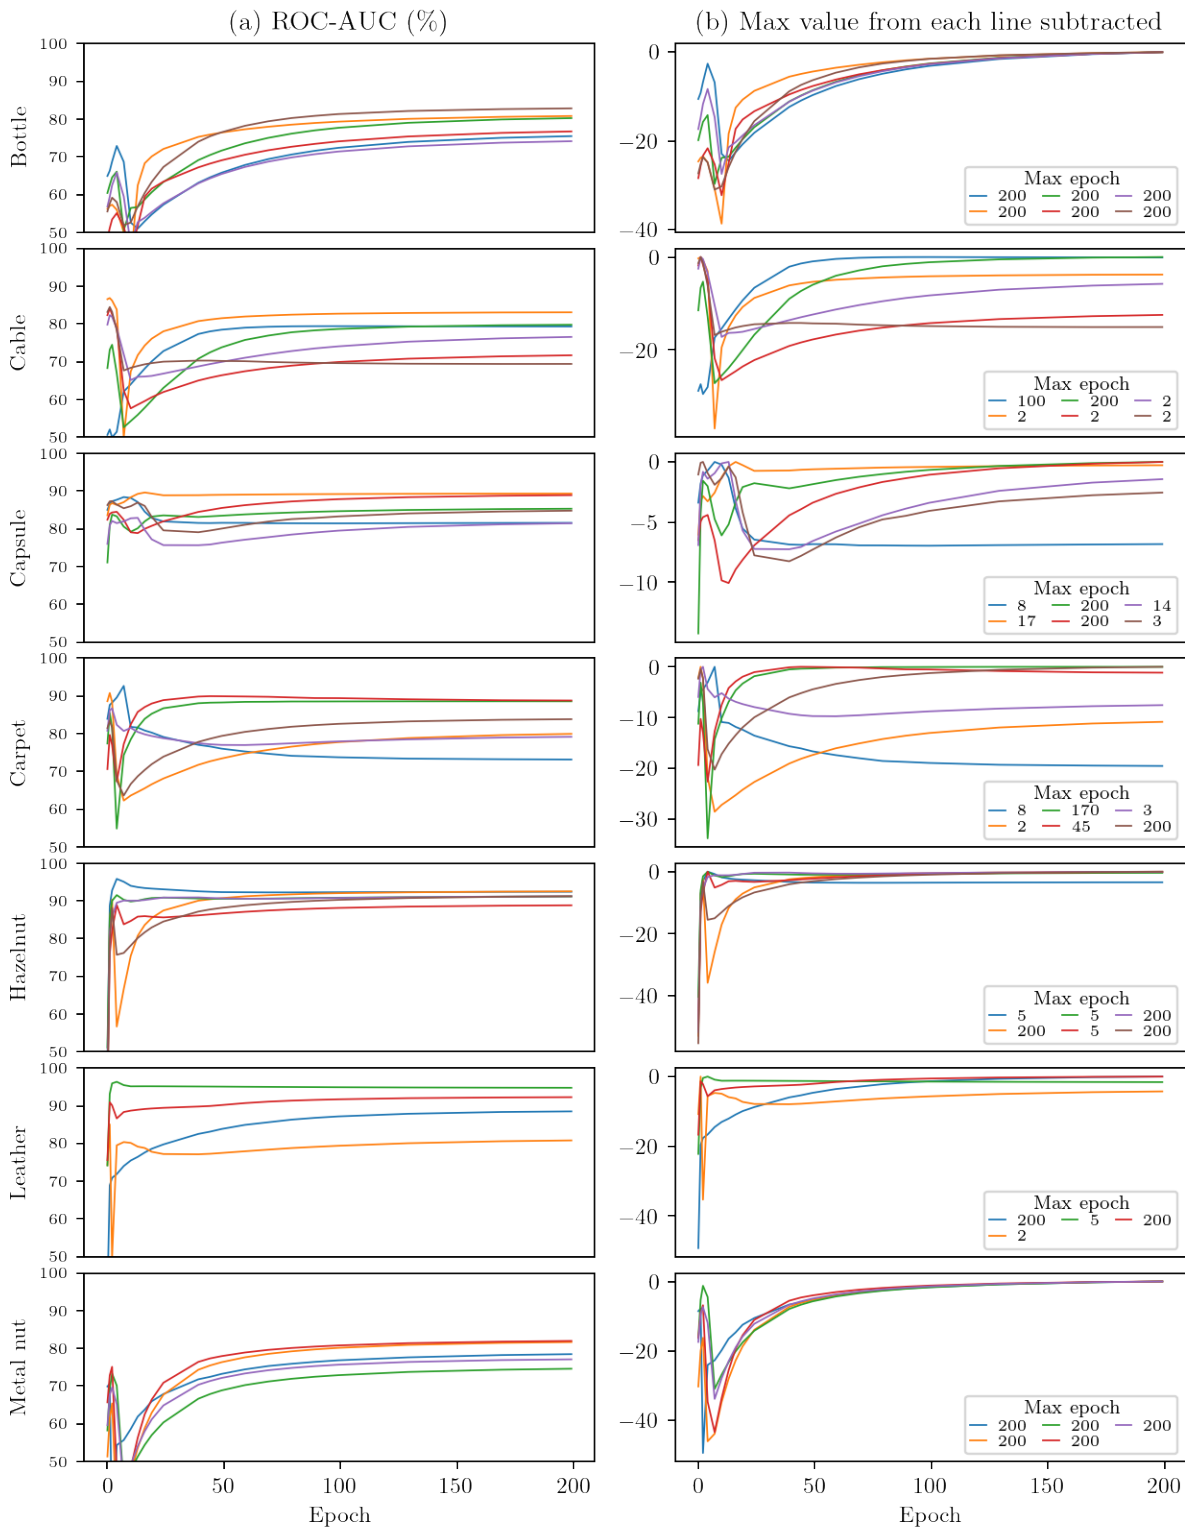 (a) ROC-AUC (%)
(b) Max value from each line subtracted
Bottle
100
90
80
70
60
50
0
−20
−40
Max epoch
200 200 200
200 200 200
Cable
100
90
80
70
60
50
0
−20
Max epoch
100 200 2
2 2 2
Capsule
100
90
80
70
60
50
0
−5
−10
Max epoch
8 200 14
17 200 3
Carpet
100
90
80
70
60
50
0
−10
−20
−30
Max epoch
8 170 3
2 45 200
Hazelnut
100
90
80
70
60
50
0
−20
−40
Max epoch
5 5 200
200 5 200
Leather
100
90
80
70
60
50
0
−20
−40
Max epoch
200 5 200
2
Metal nut
100
90
80
70
60
50
0
−20
−40
Max epoch
200 200 200
200 200
0 50 100 150 200
Epoch
0 50 100 150 200
Epoch